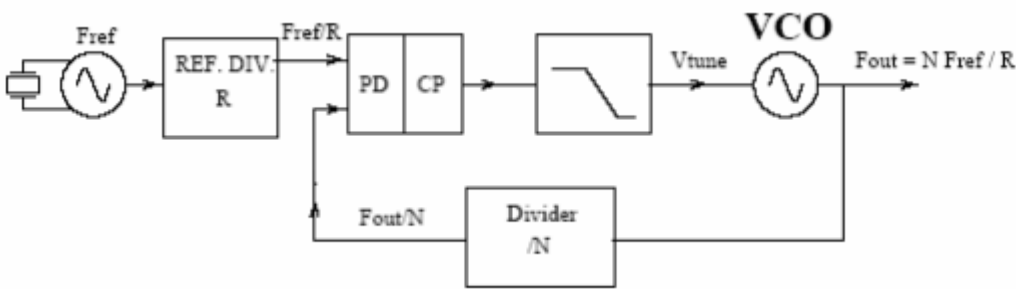 Fref
REF. DIV.
R
Fref/R
PD
CP
Vtune
VCO
Fout = N Fref / R
Fout/N
Divider
/N